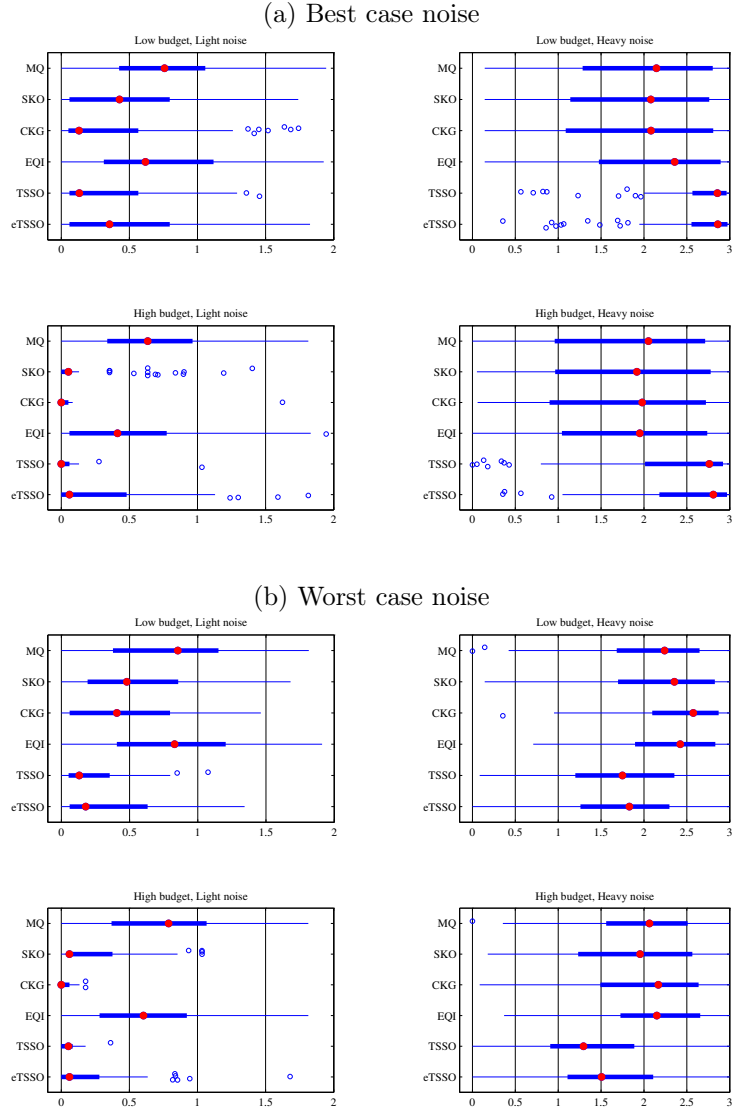 (a) Best case noise
Low budget, Light noise
MQ
SKO
CKG
EQI
TSSO
eTSSO
0 0.5 1 1.5 2
Low budget, Heavy noise
MQ
SKO
CKG
EQI
TSSO
eTSSO
0 0.5 1 1.5 2 2.5 3
High budget, Light noise
MQ
SKO
CKG
EQI
TSSO
eTSSO
0 0.5 1 1.5 2
High budget, Heavy noise
MQ
SKO
CKG
EQI
TSSO
eTSSO
0 0.5 1 1.5 2 2.5 3
(b) Worst case noise
Low budget, Light noise
MQ
SKO
CKG
EQI
TSSO
eTSSO
0 0.5 1 1.5 2
Low budget, Heavy noise
MQ
SKO
CKG
EQI
TSSO
eTSSO
0 0.5 1 1.5 2 2.5 3
High budget, Light noise
MQ
SKO
CKG
EQI
TSSO
eTSSO
0 0.5 1 1.5 2
High budget, Heavy noise
MQ
SKO
CKG
EQI
TSSO
eTSSO
0 0.5 1 1.5 2 2.5 3